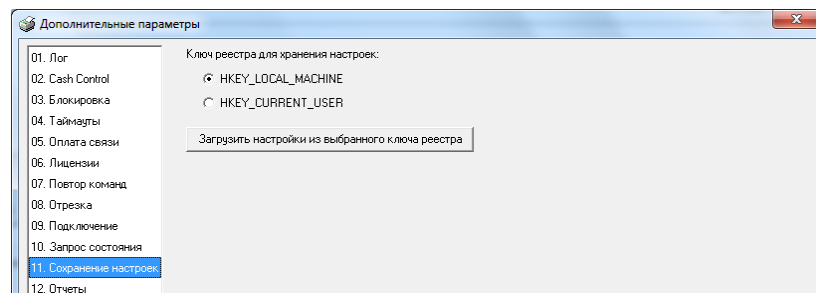 Дополнительные параметры
01. Лог
02. Cash Control
03. Блокировка
04. Таймауты
05. Оплата связи
06. Лицензии
07. Повтор команд
08. Отрезка
09. Подключение
10. Запрос состояния
11. Сохранение настроек
12. Отчеты
Ключ реестра для хранения настроек:
HKEY_LOCAL_MACHINE
HKEY_CURRENT_USER
Загрузить настройки из выбранного ключа реестра